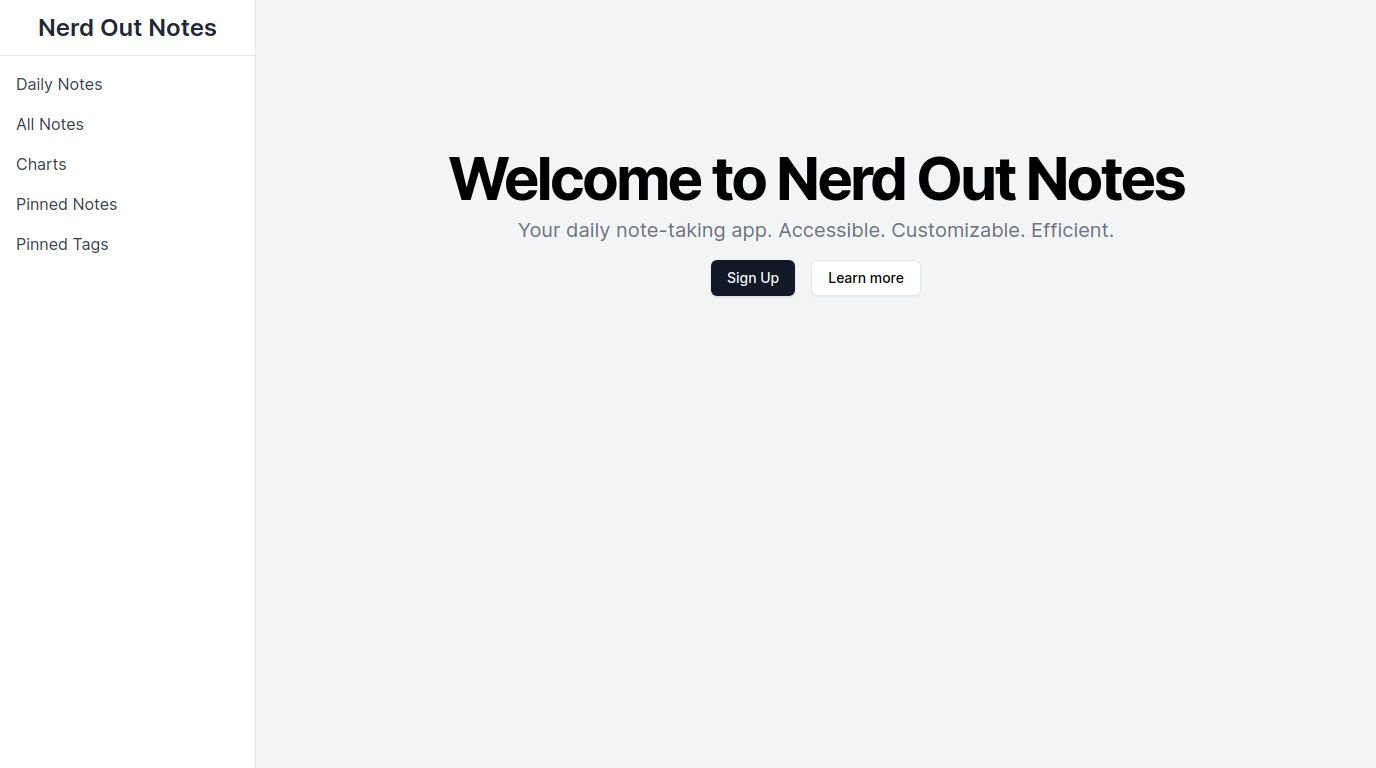 Nerd Out Notes
Daily Notes
All Notes
Charts
Pinned Notes
Pinned Tags
Welcome to Nerd Out Notes
Your daily note-taking app. Accessible. Customizable. Efficient.
Sign Up
Learn more